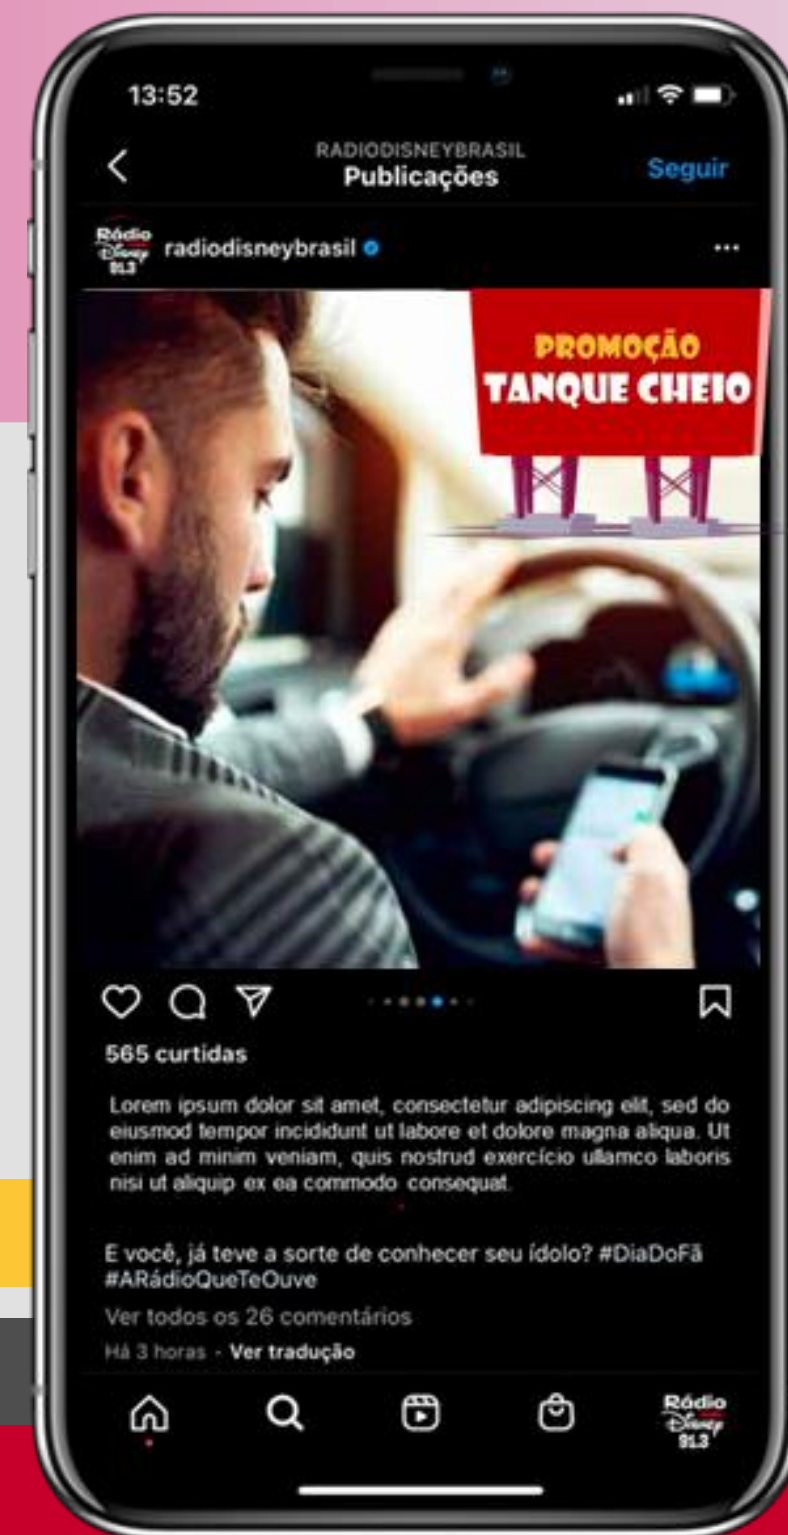 13:52
RADIODISNEYBRASIL
Publicações
Seguir
Rádio
Disney
91.3
radiodisneybrasil
PROMOÇÃO
TANQUE CHEIO
565 curtidas
Lorem ipsum dolor sit amet, consectetur adipiscing elit, sed do
eiusmod tempor incididunt ut labore et dolore magna aliqua. Ut
enim ad minim veniam, quis nostrud exercício ullamco laboris
nisi ut aliquip ex ea commodo consequat.
E você, já teve a sorte de conhecer seu ídolo? #DiaDoFã
#ARádioQueTeOuve
Ver todos os 26 comentários
Há 3 horas · Ver tradução
Rádio
Disney
91.3